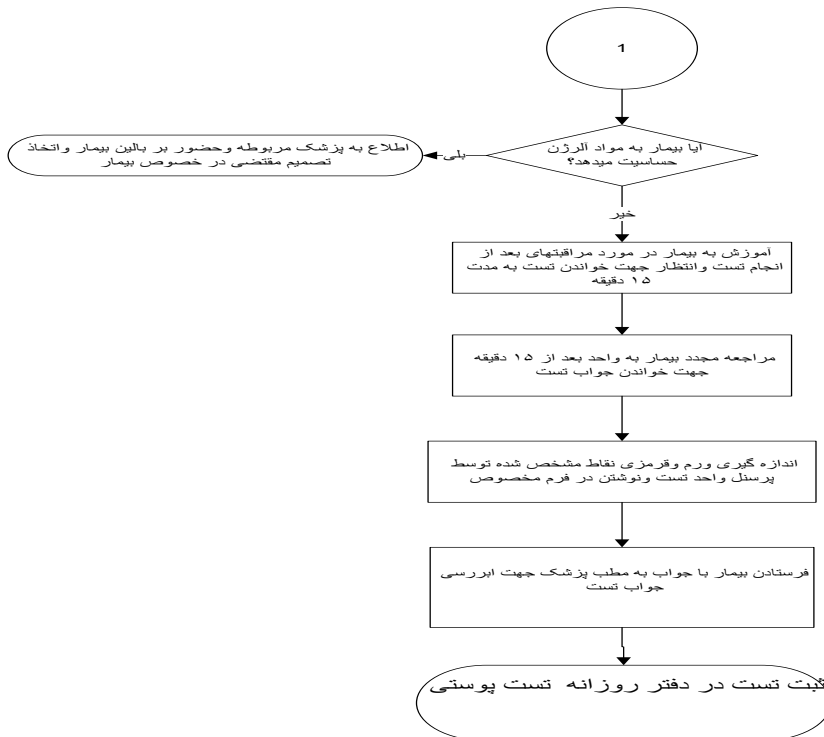 1
آیا بیمار به مواد آلرژن
حساسیت میدهد؟
بلی
اطلاع به پزشک مربوطه وحضور بر بالین بیمار واتخاذ
تصمیم مقتضی در خصوص بیمار
خیر
آموزش به بیمار در مورد مراقبتهای بعد از
انجام تست وانتظار جهت خواندن تست به مدت
۱۵ دقیقه
مراجعه مجدد بیمار به واحد بعد از ۱۵ دقیقه
جهت خواندن جواب تست
اندازه گیری ورم وقرمزی نقاط مشخص شده توسط
پرسنل واحد تست ونوشتن در فرم مخصوص
فرستادن بیمار با جواب به مطب پزشک جهت ابررسی
جواب تست
ثبت تست در دفتر روزانه تست پوستی